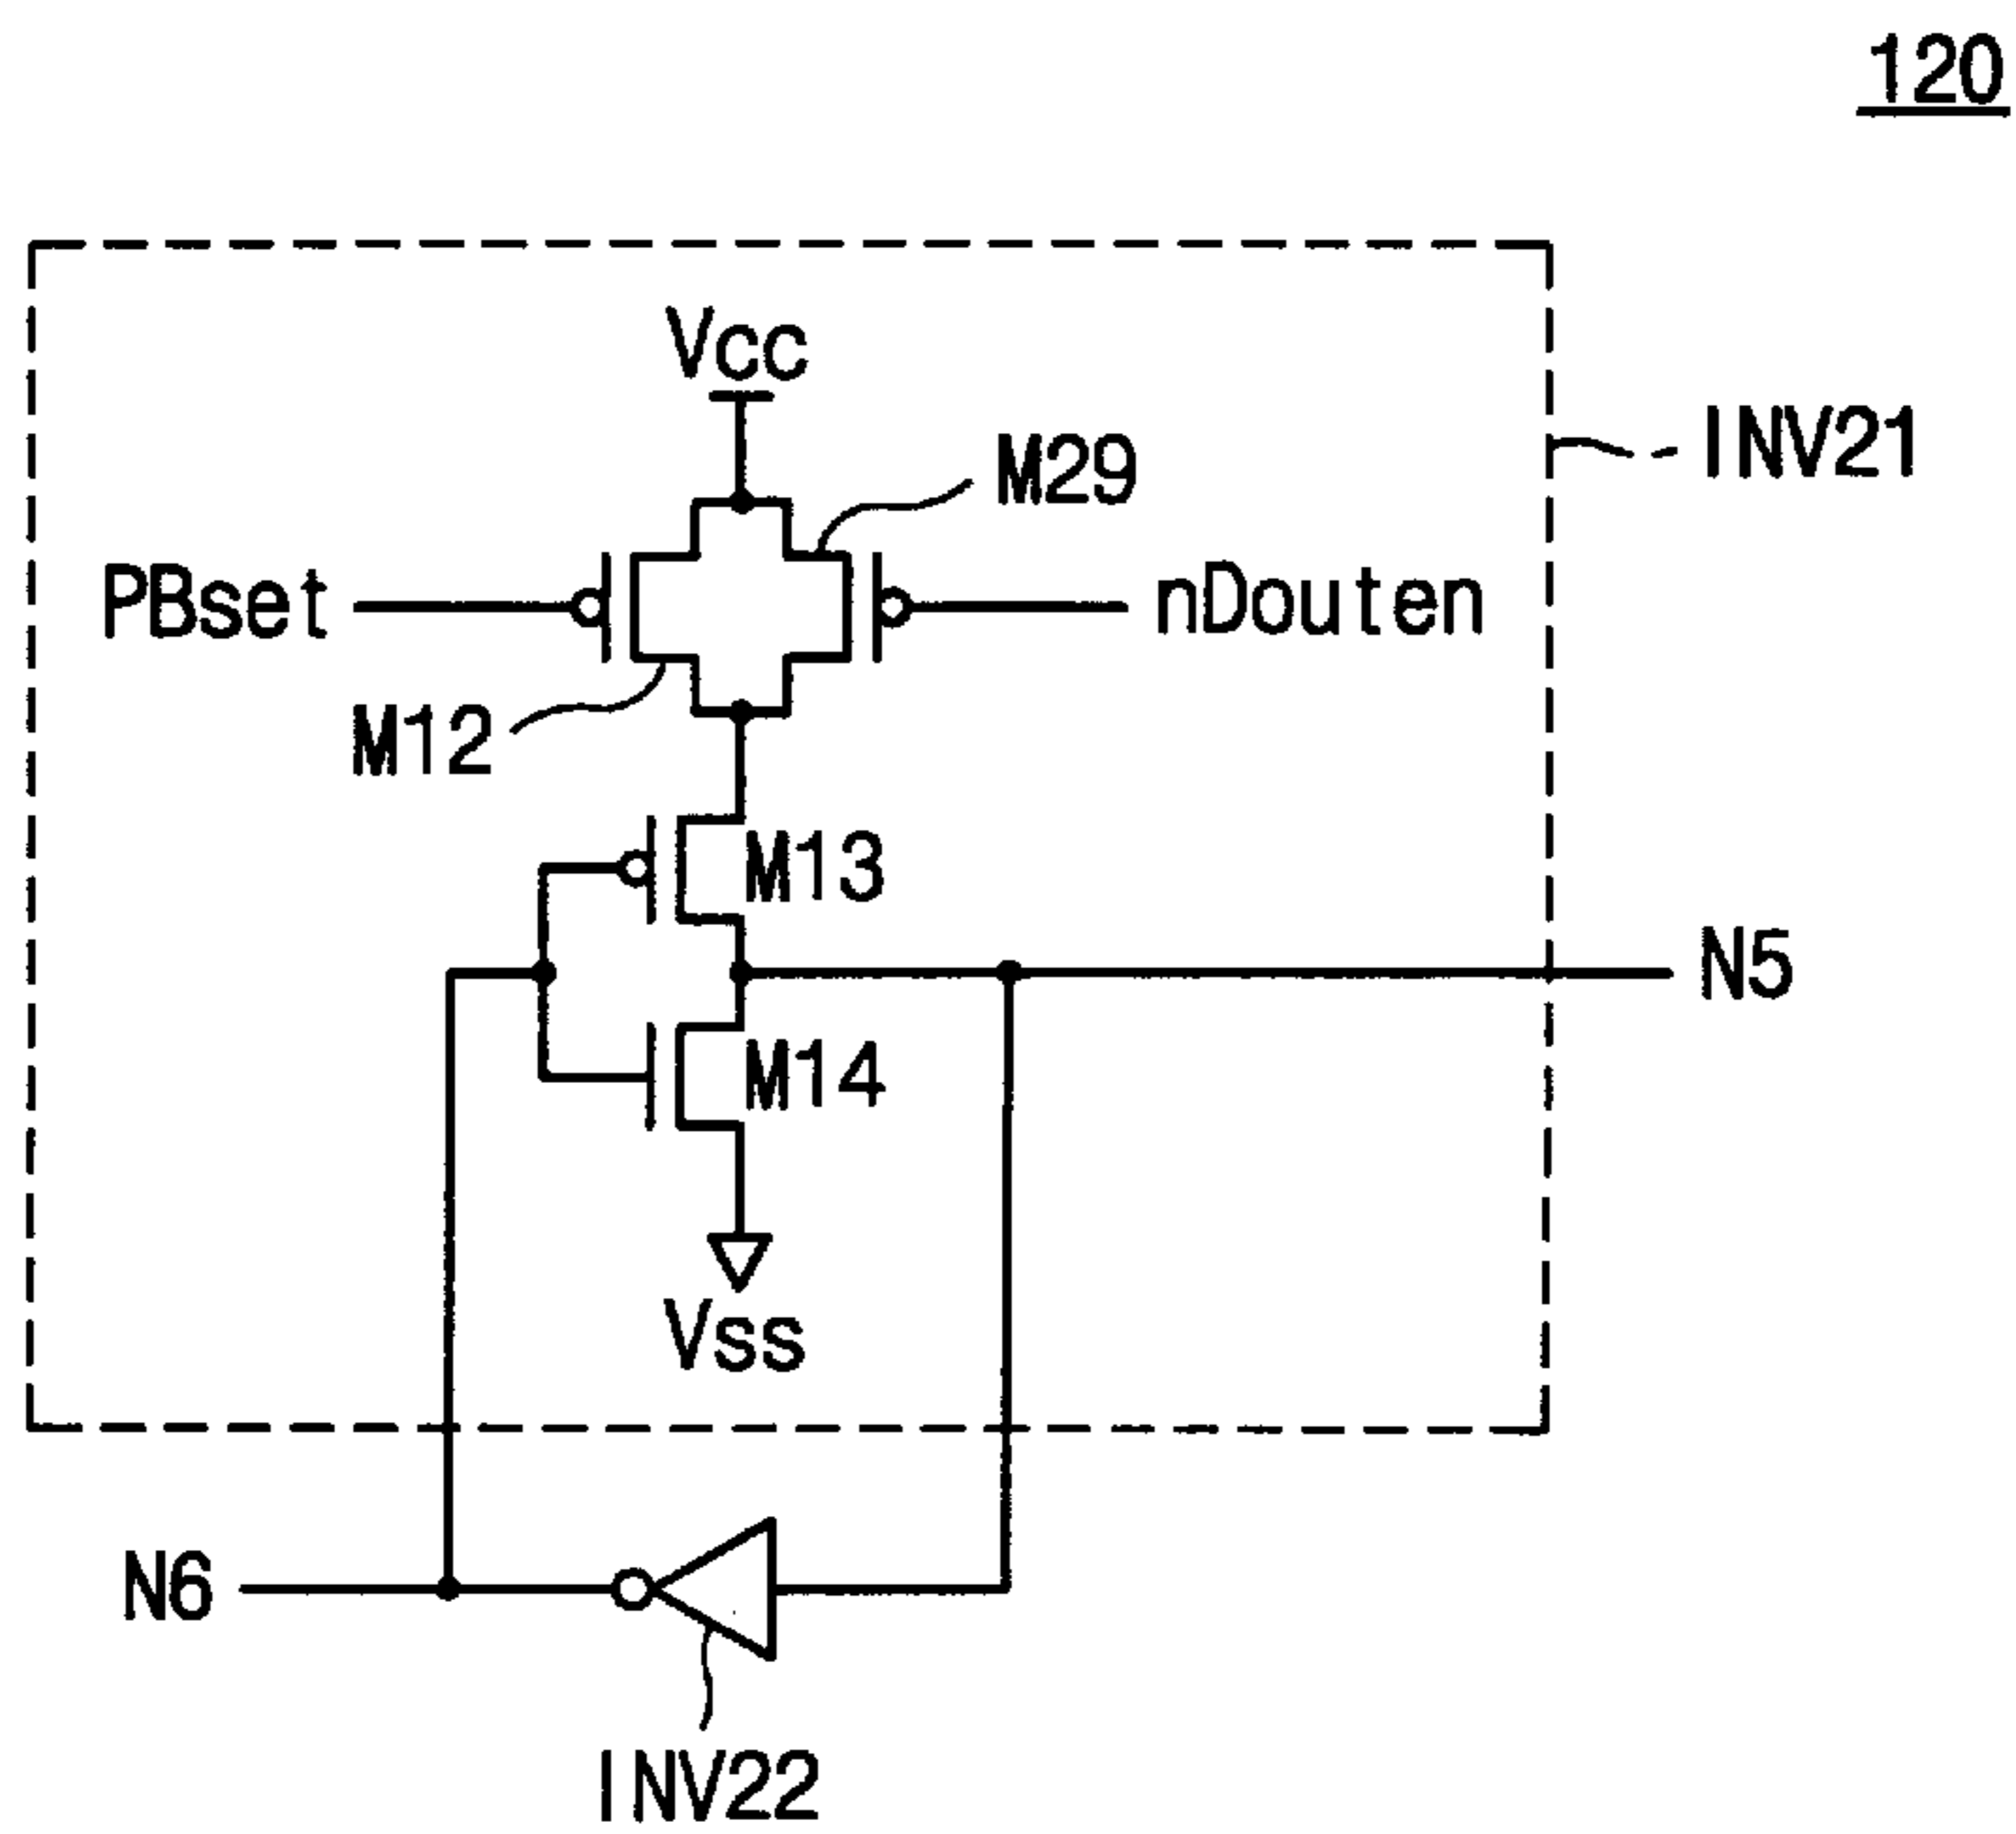 120
Vcc
M29
INV21
PBset
nDouten
M12
M13
N5
M14
Vss
N6
INV22